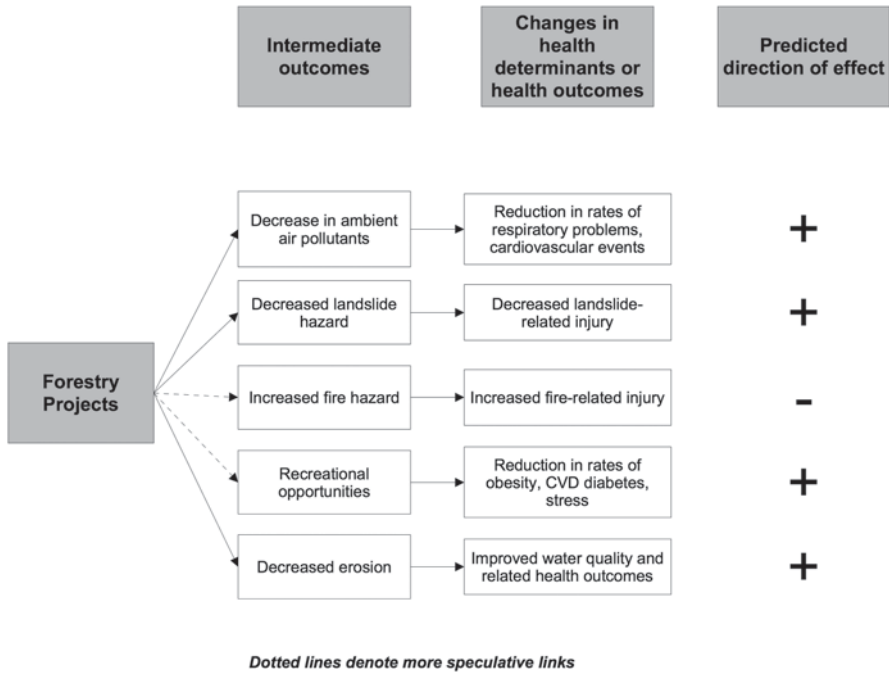 Intermediate
outcomes
Changes in
health
determinants or
health outcomes
Predicted
direction of effect
Forestry
Projects
Decrease in ambient
air pollutants
Reduction in rates of
respiratory problems,
cardiovascular events
+
Decreased landslide
hazard
Decreased landslide-
related injury
+
Increased fire hazard
Increased fire-related injury
-
Recreational
opportunities
Reduction in rates of
obesity, CVD diabetes,
stress
+
Decreased erosion
Improved water quality and
related health outcomes
+
Dotted lines denote more speculative links